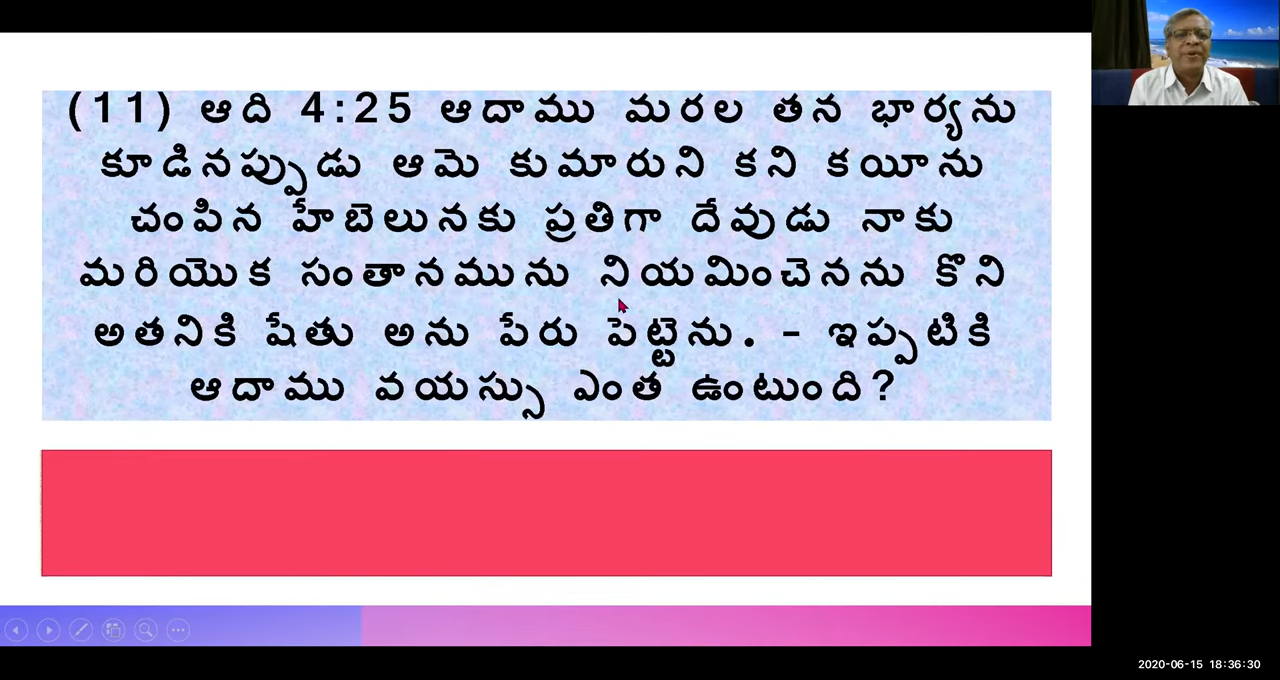 (11) ఆది 4:25 ఆదాము మరల తన భార్యను
కూడినప్పుడు ఆమె కుమారుని కని కయీను
చంపిన హేబెలునకు ప్రతిగా దేవుడు నాకు
మరియొక సంతానమును నియమించెనను కొని
అతనికి షేతు అను పేరు పెట్టెను. - ఇప్పటికి
ఆదాము వయస్సు ఎంత ఉంటుంది?
2020-06-15 18:36:30